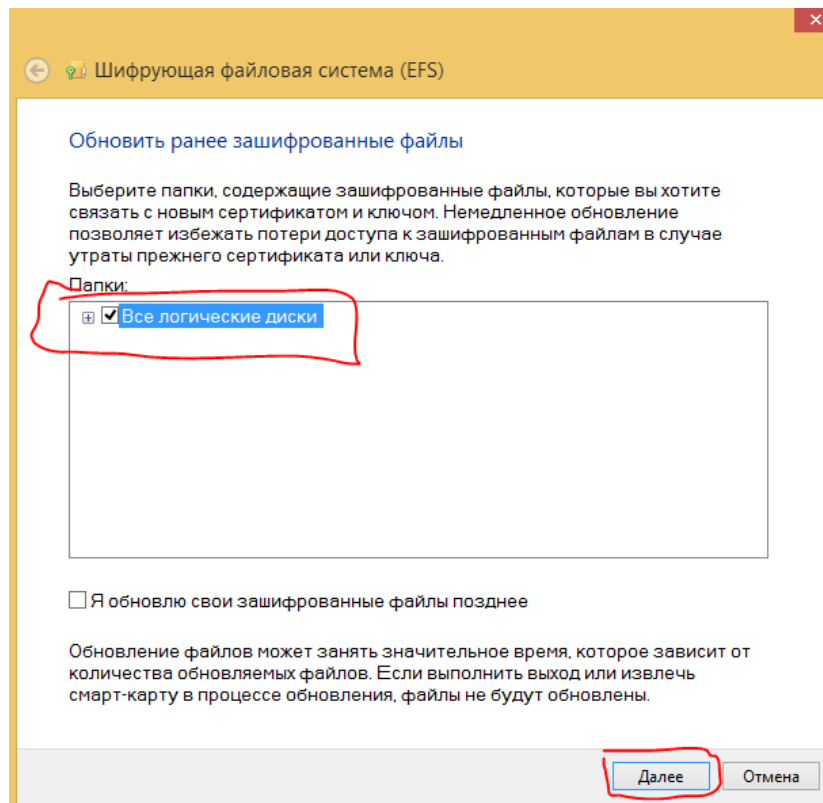 Шифрующая файловая система (EFS)
Обновить ранее зашифрованные файлы
Выберите папки, содержащие зашифрованные файлы, которые вы хотите
связать с новым сертификатом и ключом. Немедленное обновление
позволяет избежать потери доступа к зашифрованным файлам в случае
утраты прежнего сертификата или ключа.
Папки:
Все логические диски
Я обновлю свои зашифрованные файлы позднее
Обновление файлов может занять значительное время, которое зависит от
количества обновляемых файлов. Если выполнить выход или извлечь
смарт-карту в процессе обновления, файлы не будут обновлены.
Далее Отмена